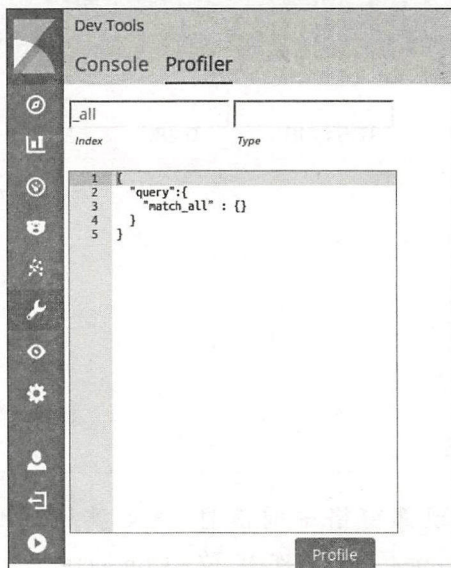 Dev Tools
Console Profiler
_all
Index Type
1 {
2 "query":{
3 "match_all" : {}
4 }
5 }
Profile